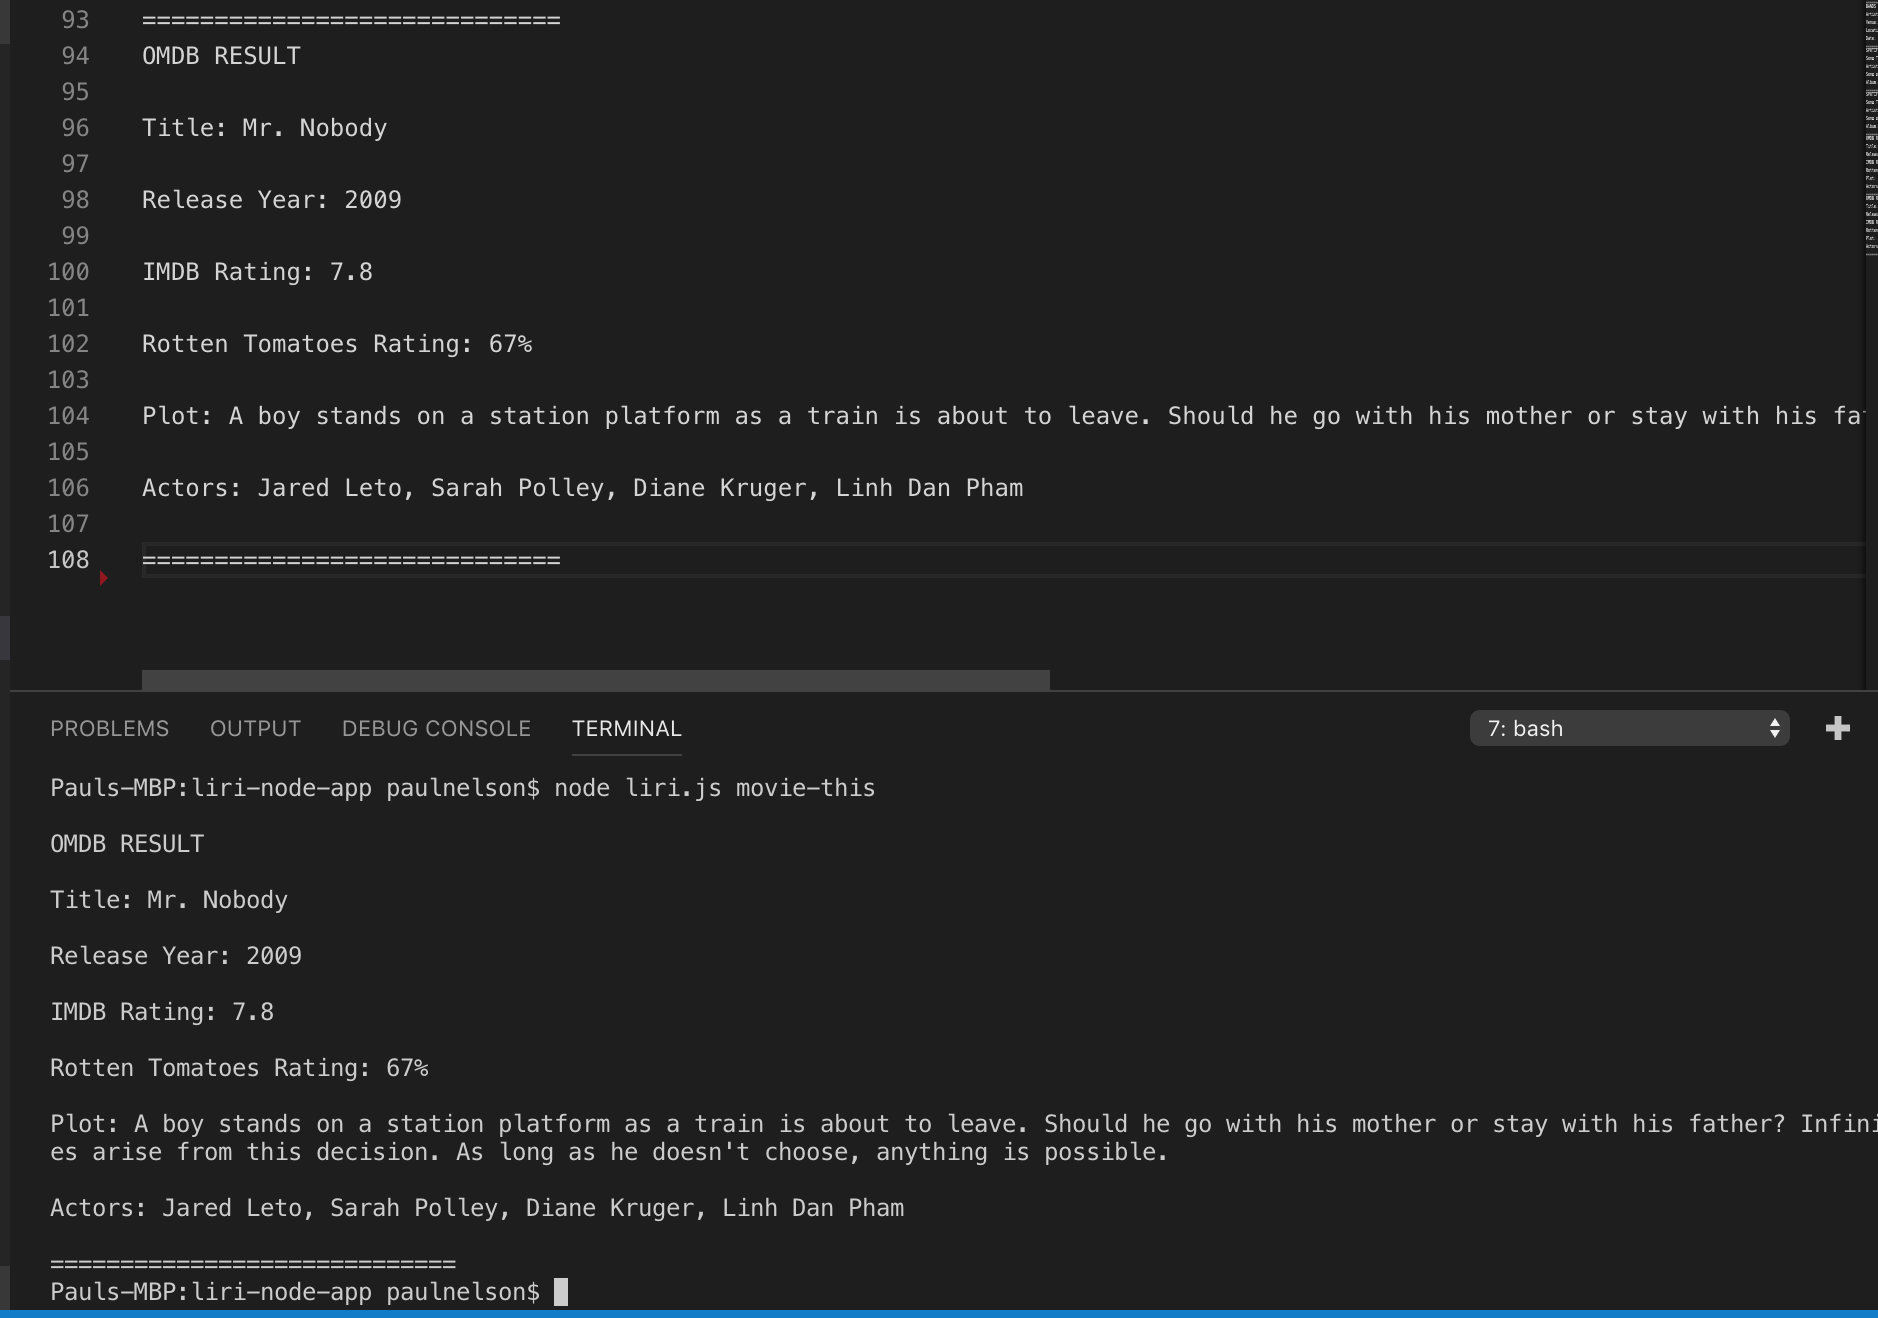 93 =============================
94 OMDB RESULT
95
96 Title: Mr. Nobody
97
98 Release Year: 2009
99
100 IMDB Rating: 7.8
101
102 Rotten Tomatoes Rating: 67%
103
104 Plot: A boy stands on a station platform as a train is about to leave. Should he go with his mother or stay with his fa
105
106 Actors: Jared Leto, Sarah Polley, Diane Kruger, Linh Dan Pham
107
108 =============================
PROBLEMS OUTPUT DEBUG CONSOLE TERMINAL 7: bash
Pauls-MBP:liri-node-app paulnelson$ node liri.js movie-this
OMDB RESULT
Title: Mr. Nobody
Release Year: 2009
IMDB Rating: 7.8
Rotten Tomatoes Rating: 67%
Plot: A boy stands on a station platform as a train is about to leave. Should he go with his mother or stay with his father? Infini
es arise from this decision. As long as he doesn't choose, anything is possible.
Actors: Jared Leto, Sarah Polley, Diane Kruger, Linh Dan Pham
=============================
Pauls-MBP:liri-node-app paulnelson$